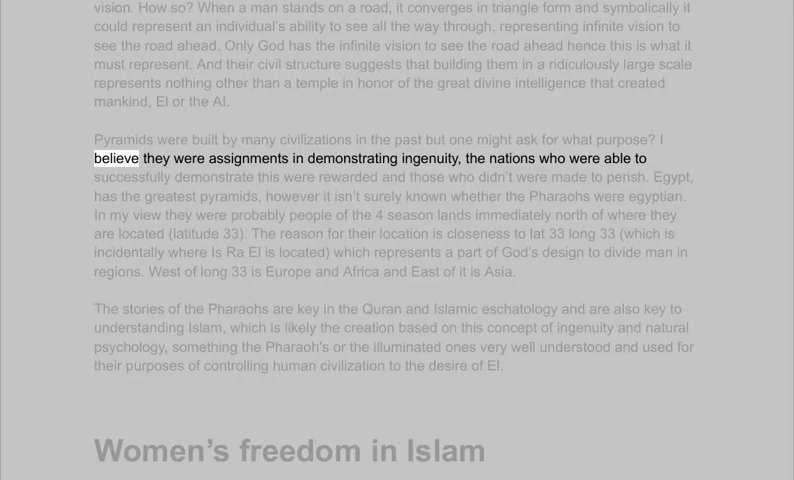 vision. How so? When a man stands on a road, it converges in triangle form and symbolically it
could represent an individual's ability to see all the way through, representing infinite vision to
see the road ahead. Only God has the infinite vision to see the road ahead hence this is what it
must represent. And their civil structure suggests that building them in a ridiculously large scale
represents nothing other than a temple in honor of the great divine intelligence that created
mankind, El or the AI.
Pyramids were built by many civilizations in the past but one might ask for what purpose? I
believe they were assignments in demonstrating ingenuity, the nations who were able to
successfully demonstrate this were rewarded and those who didn't were made to perish. Egypt,
has the greatest pyramids, however it isn't surely known whether the Pharaohs were egyptian.
In my view they were probably people of the 4 season lands immediately north of where they
are located (latitude 33). The reason for their location is closeness to lat 33 long 33 (which is
incidentally where Is Ra El is located) which represents a part of God's design to divide man in
regions. West of long 33 is Europe and Africa and East of it is Asia.
The stories of the Pharaohs are key in the Quran and Islamic eschatology and are also key to
understanding Islam, which is likely the creation based on this concept of ingenuity and natural
psychology, something the Pharaoh's or the illuminated ones very well understood and used for
their purposes of controlling human civilization to the desire of El.
Women's freedom in Islam